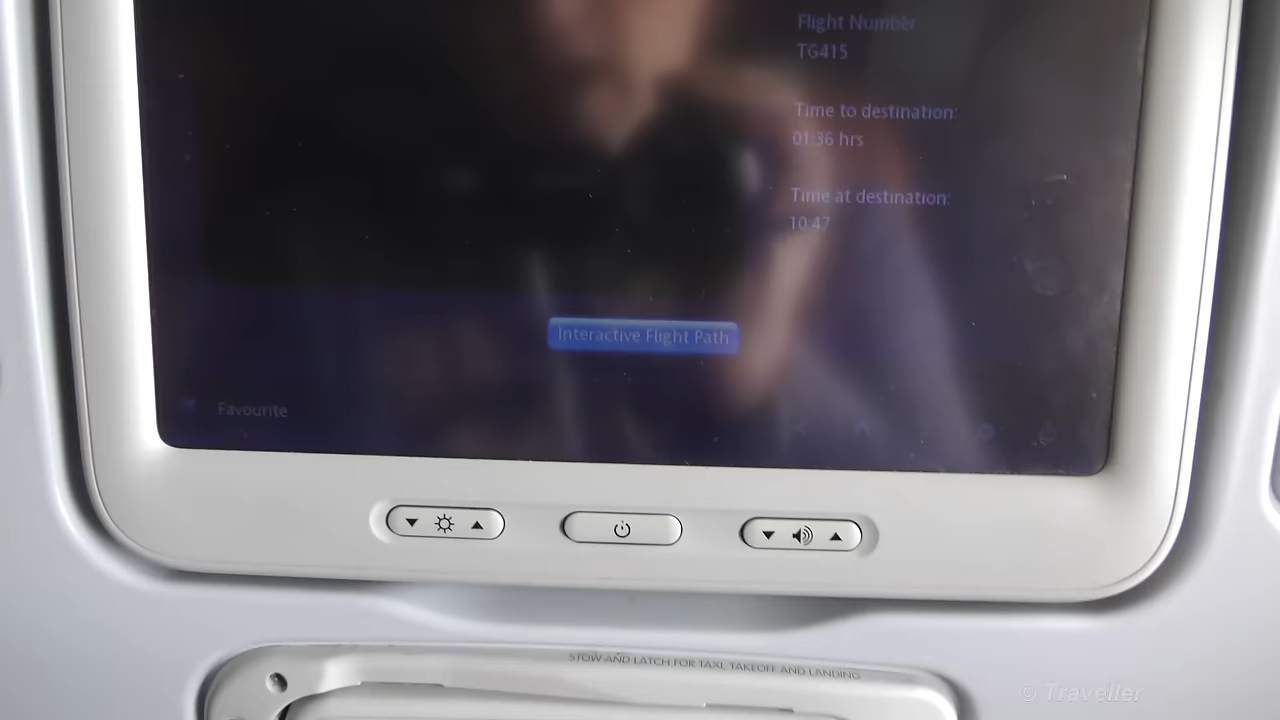 Flight Number
TG415
Time to destination:
01:36 hrs
Time at destination:
10:47
Interactive Flight Path
Favourite
STOW AND LATCH FOR TAXI, TAKEOFF AND LANDING
© Traveller